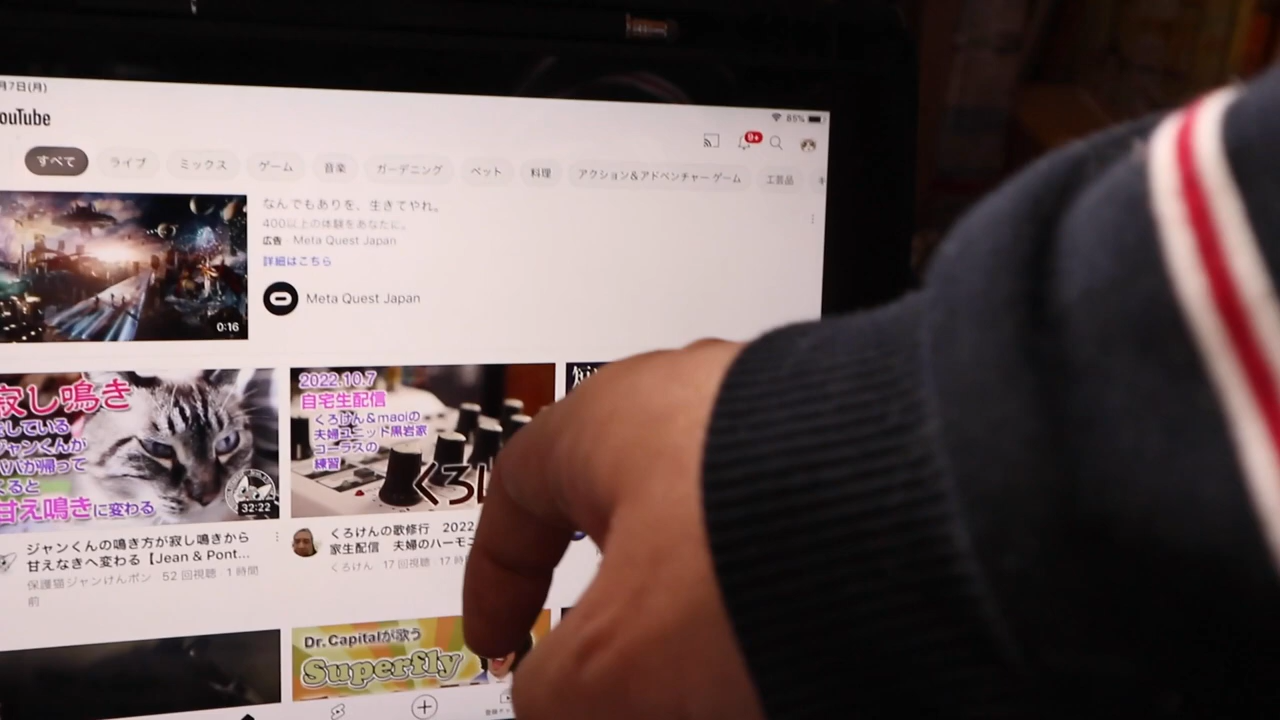 月7日(月)
85%
ouTube
9+
すべて
ライブ
ミックス
ゲーム
音楽
ガーデニング
ペット
料理
アクション&アドベンチャーゲーム
工芸品
なんでもありを、生きてやれ。
400以上の体験をあなたに。
広告 Meta Quest Japan
詳細はこちら
Meta Quest Japan
0:16
寂し鳴き
をしている
ジャンくんが
パパが帰って
くると
甘え鳴きに変わる
32:22
2022.10.7
自宅生配信
くろけん&maoiの
夫婦ユニット黒岩家
コーラスの
練習
くろけ
ジャンくんの鳴き方が寂し鳴きから
甘えなきへ変わる【Jean & Pont...
保護猫ジャンけんポン 52 回視聴・1 時間
前
くろけんの歌修行 2022
家生配信 夫婦のハーモニ
くろけん 17 回視聴・17 時
Dr.Capitalが歌う
Superfly